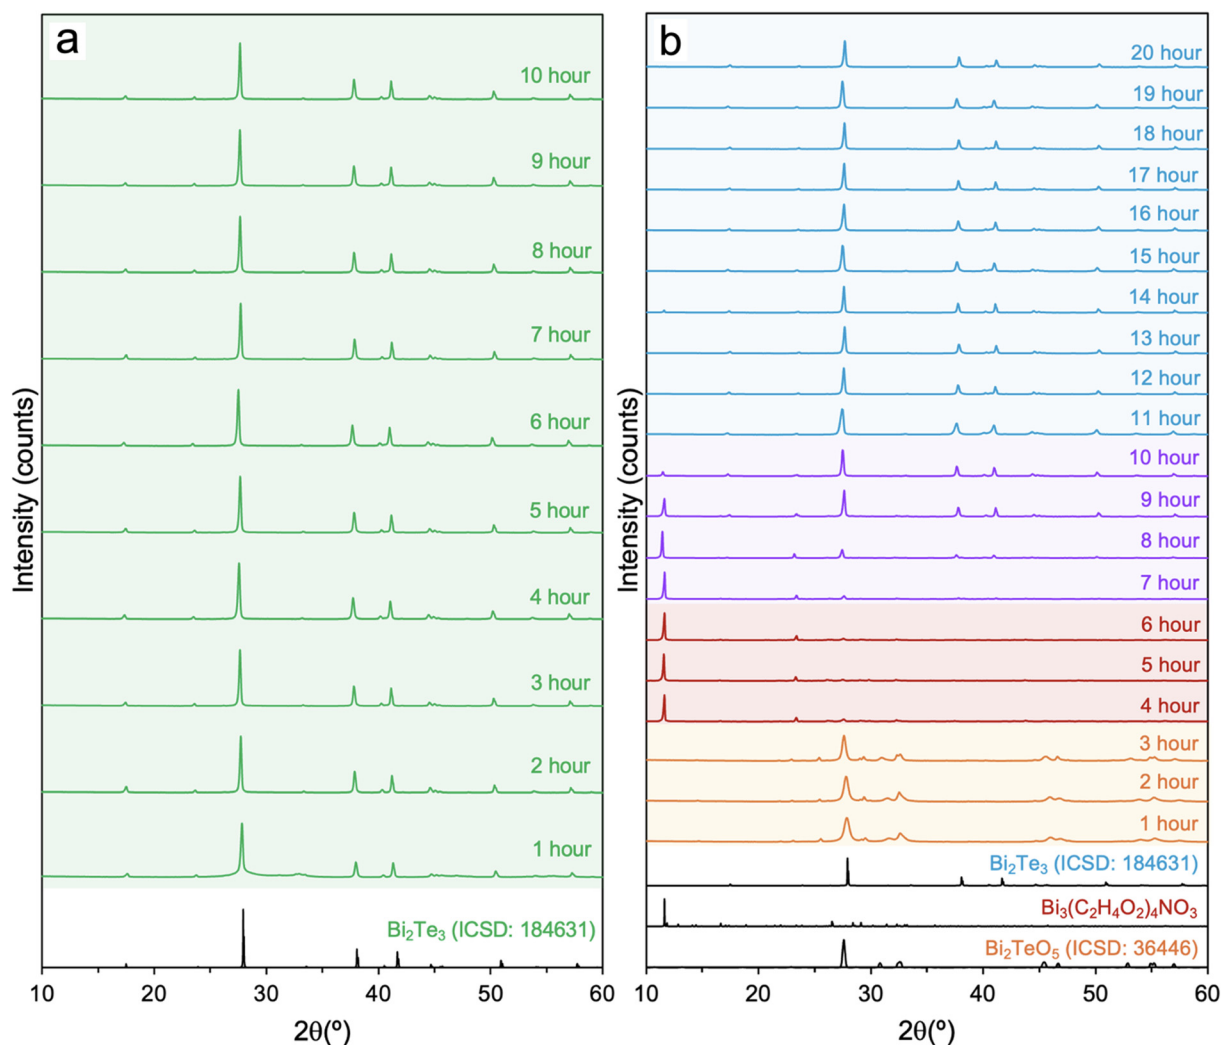 a
10 hour
9 hour
8 hour
7 hour
6 hour
5 hour
4 hour
3 hour
2 hour
1 hour
Bi₂Te₃ (ICSD: 184631)
Intensity (counts)
10 20 30 40 50 60
2θ(º)
b
20 hour
19 hour
18 hour
17 hour
16 hour
15 hour
14 hour
13 hour
12 hour
11 hour
10 hour
9 hour
8 hour
7 hour
6 hour
5 hour
4 hour
3 hour
2 hour
1 hour
Bi₂Te₃ (ICSD: 184631)
Bi₃(C₂H₄O₂)₄NO₃
Bi₂TeO₅ (ICSD: 36446)
Intensity (counts)
10 20 30 40 50 60
2θ(º)